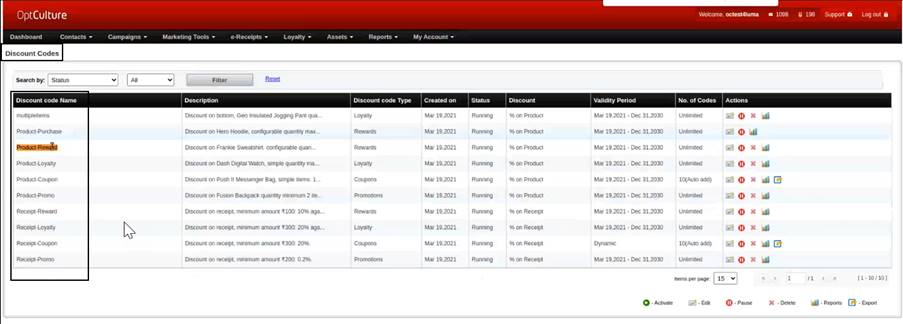 OptCulture
Welcome, octest4luma 1098 198 Support Log out
Dashboard Contacts Campaigns Marketing Tools e-Receipts Loyalty Assets Reports My Account
Discount Codes
Search by: Status All Filter Reset
Discount code Name Description Discount code Type Created on Status Discount Validity Period No. of Codes Actions
multipleitems Discount on bottom, Geo Insulated Jogging Pant qua... Loyalty Mar 19,2021 Running % on Product Mar 19,2021 - Dec 31,2030 Unlimited
Product-Purchase Discount on Hero Hoodie, configurable quantity max... Rewards Mar 19,2021 Running % on Product Mar 19,2021 - Dec 31,2030 Unlimited
Product-Reward Discount on Frankie Sweatshirt. configurable quan... Rewards Mar 19,2021 Running % on Product Mar 19,2021 - Dec 31,2030 Unlimited
Product-Loyalty Discount on Dash Digital Watch, simple quantity ma... Loyalty Mar 19,2021 Running % on Product Mar 19,2021 - Dec 31,2030 Unlimited
Product-Coupon Discount on Push It Messenger Bag, simple items: 1... Coupons Mar 19,2021 Running % on Product Mar 19,2021 - Dec 31,2030 10(Auto add)
Product-Promo Discount on Fusion Backpack quantity minimum 2 ite... Promotions Mar 19,2021 Running % on Product Mar 19,2021 - Dec 31,2030 Unlimited
Receipt-Reward Discount on receipt, minimum amount ₹100: 10% aga... Rewards Mar 19,2021 Running % on Receipt Mar 19,2021 - Dec 31,2030 Unlimited
Receipt-Loyalty Discount on receipt, minimum amount ₹300: 20% aga... Loyalty Mar 19,2021 Running % on Receipt Mar 19,2021 - Dec 31,2030 Unlimited
Receipt-Coupon Discount on receipt, minimum amount ₹300: 20%. Coupons Mar 19,2021 Running % on Receipt Dynamic 10(Auto add)
Receipt-Promo Discount on receipt, minimum amount ₹200: 0.2%. Promotions Mar 19,2021 Running % on Receipt Mar 19,2021 - Dec 31,2030 Unlimited
Items per page: 15 1 / 1 [ 1 - 10 / 10 ]
- Activate - Edit - Pause - Delete - Reports - Export